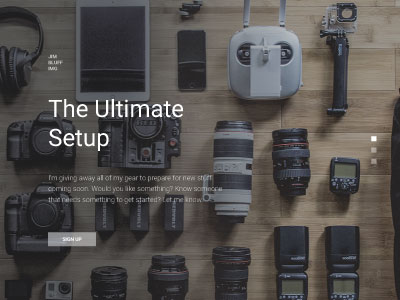 JIM
BLUFF
IMG
The Ultimate
Setup
I'm giving away all of my gear to prepare for new stuff
coming soon. Would you like something? Know someone
that needs something to get started? Let me know!
SIGN UP